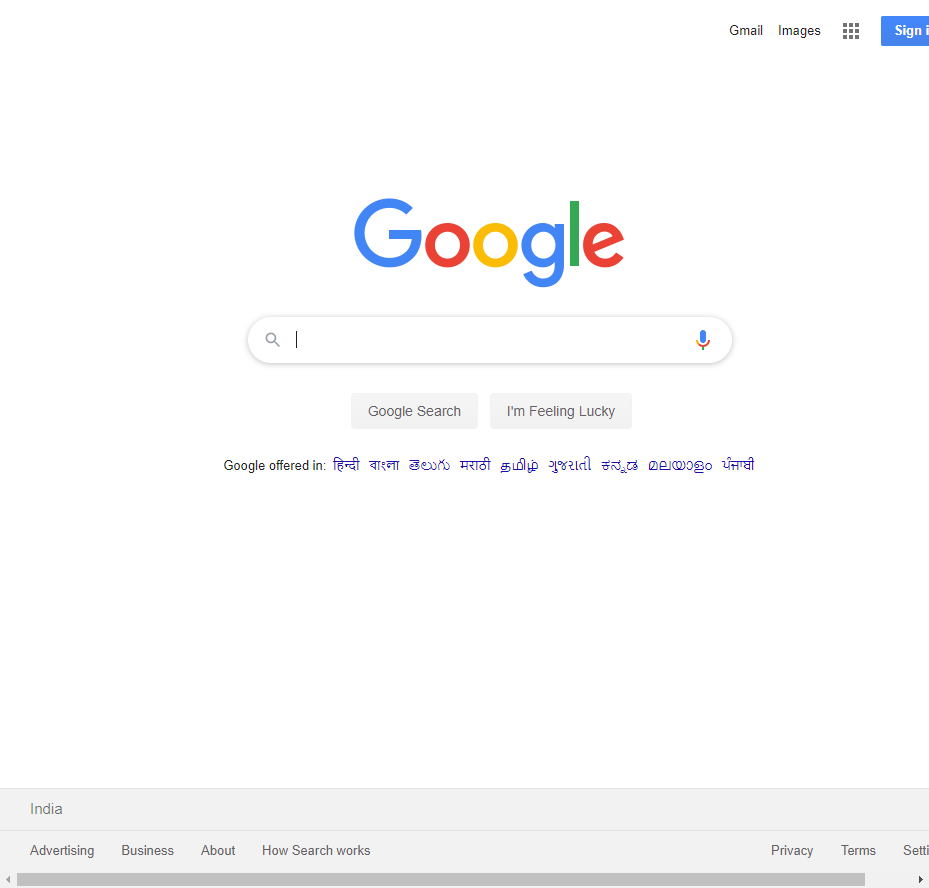 Gmail Images Sign i
Google
Google Search I'm Feeling Lucky
Google offered in: हिन्दी বাংলা తెలుగు मराठी தமிழ் ગુજરાતી ಕನ್ನಡ മലയാളം ਪੰਜਾਬੀ
India
Advertising Business About How Search works Privacy Terms Setti